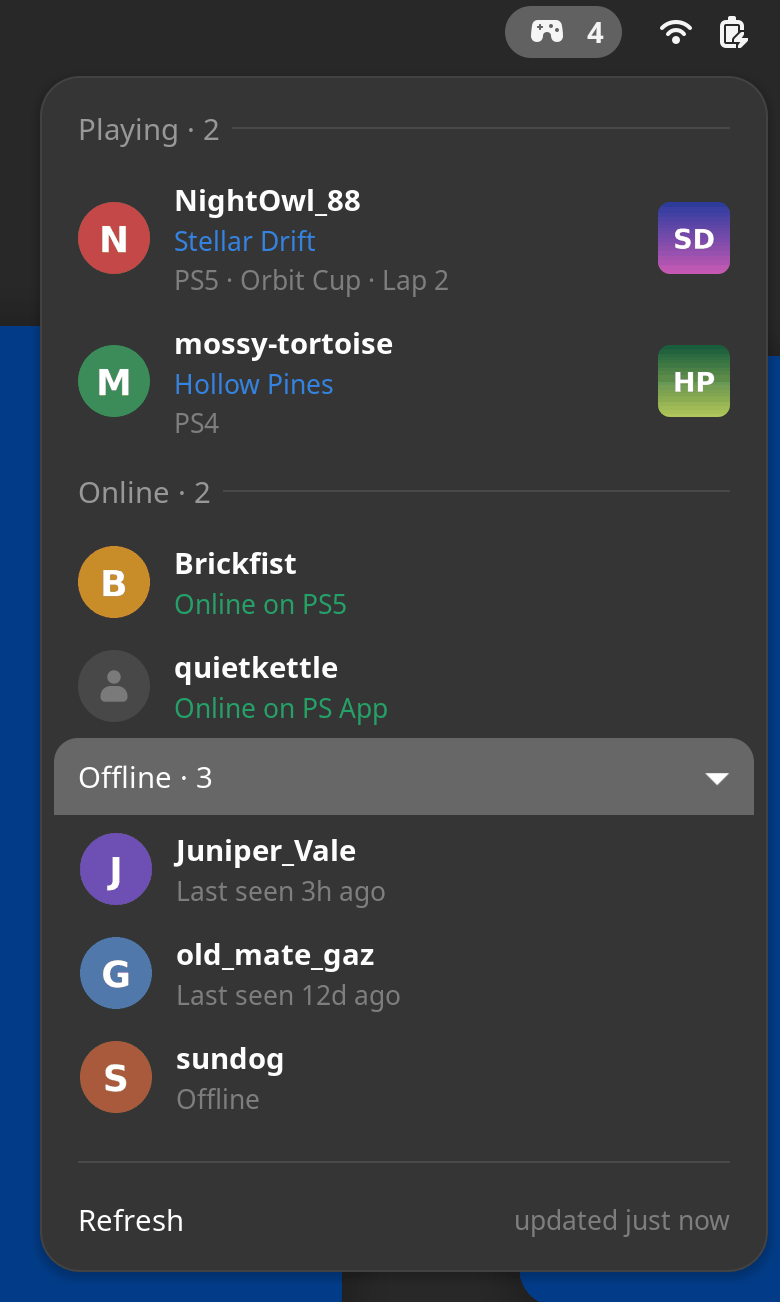 4
Playing · 2
N
NightOwl_88
Stellar Drift
PS5 · Orbit Cup · Lap 2
SD
M
mossy-tortoise
Hollow Pines
PS4
HP
Online · 2
B
Brickfist
Online on PS5
quietkettle
Online on PS App
Offline · 3
J
Juniper_Vale
Last seen 3h ago
G
old_mate_gaz
Last seen 12d ago
S
sundog
Offline
Refresh
updated just now